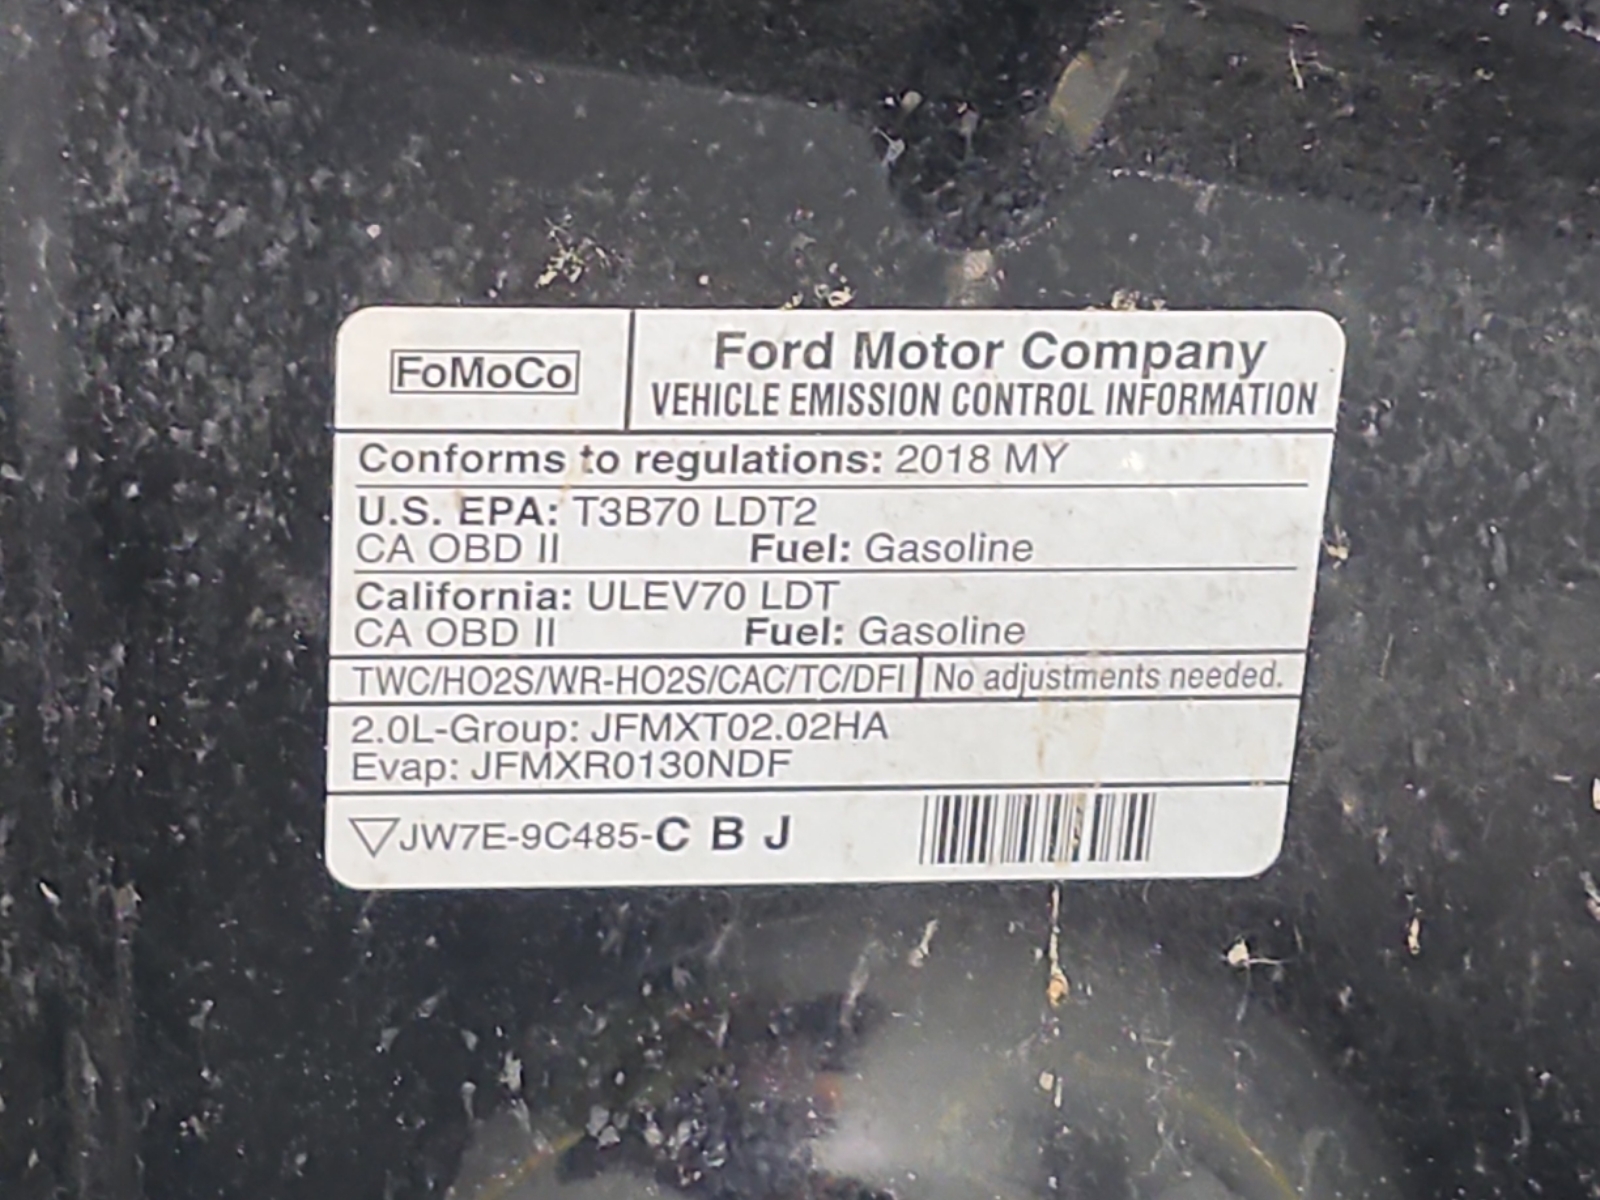 FoMoCo
Ford Motor Company
VEHICLE EMISSION CONTROL INFORMATION
Conforms to regulations: 2018 MY
U.S. EPA: T3B70 LDT2
CA OBD II Fuel: Gasoline
California: ULEV70 LDT
CA OBD II Fuel: Gasoline
TWC/HO2S/WR-HO2S/CAC/TC/DFI No adjustments needed.
2.0L-Group: JFMXT02.02HA
Evap: JFMXR0130NDF
JW7E-9C485-C B J